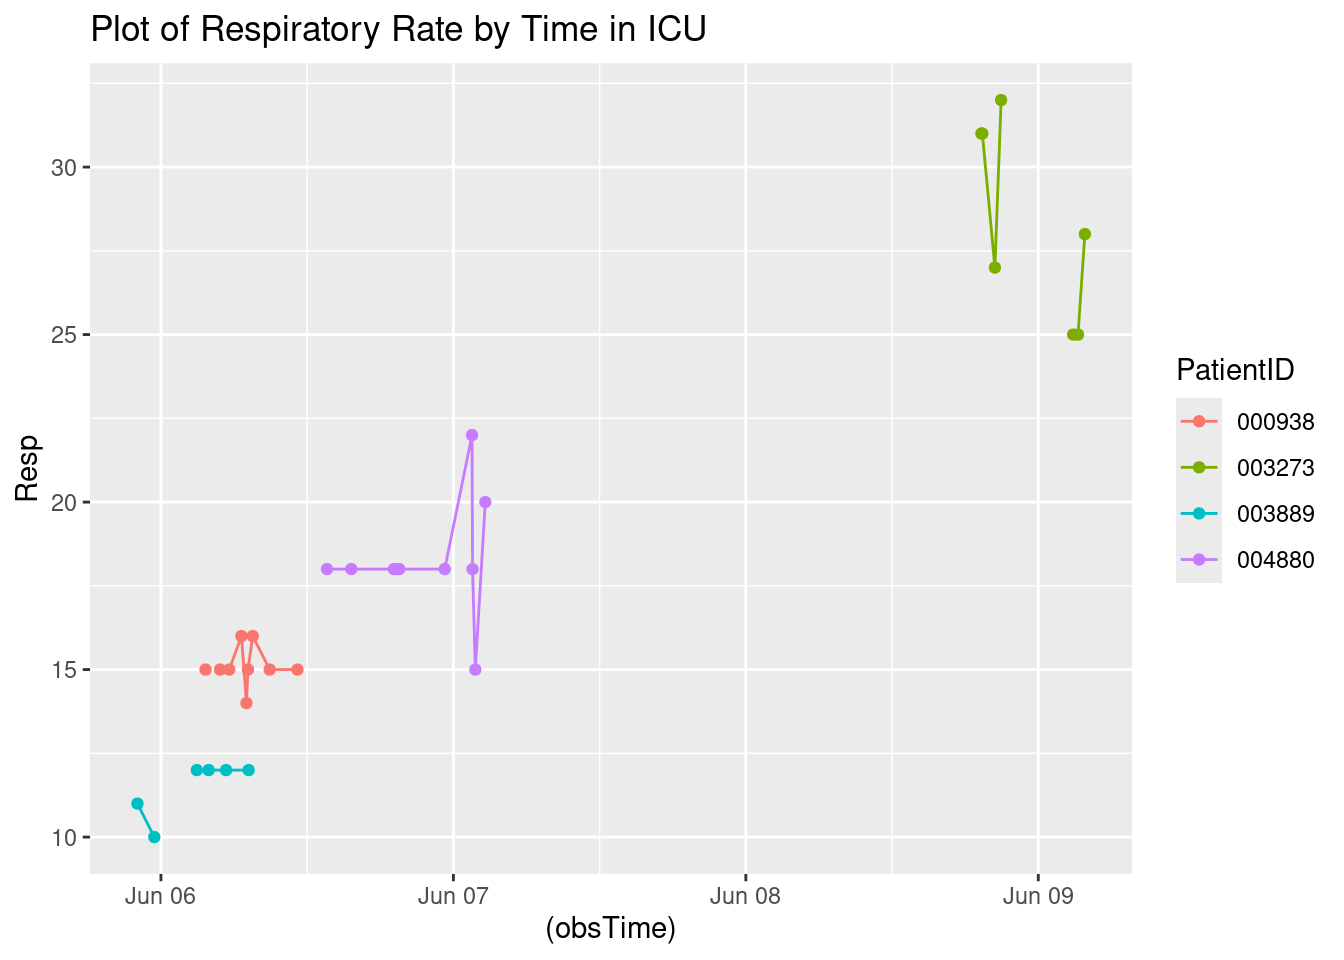 Plot of Respiratory Rate by Time in ICU
30
25
20
15
10
Resp
Jun 06
Jun 07
Jun 08
Jun 09
(obsTime)
PatientID
000938
003273
003889
004880